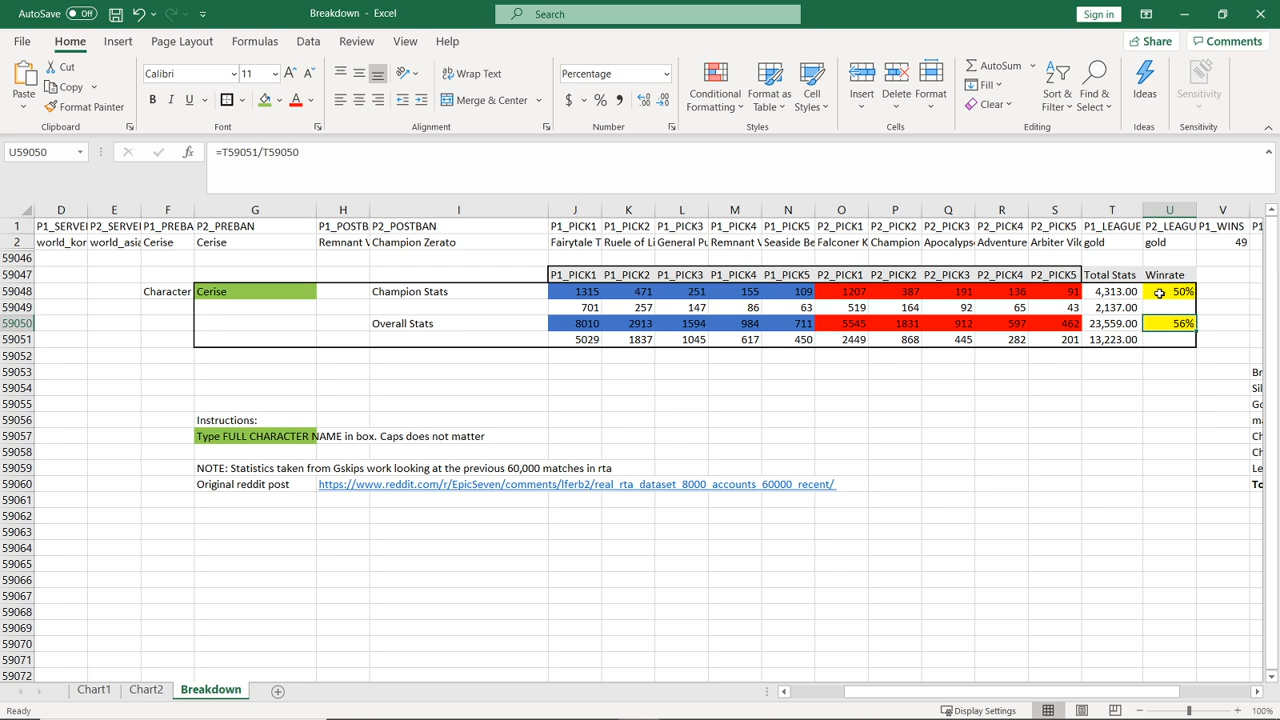 AutoSave Off Breakdown - Excel Search Sign in
File Home Insert Page Layout Formulas Data Review View Help Share Comments
Paste Cut Copy Format Painter Clipboard
Calibri 11 Font
Wrap Text Merge & Center Alignment
Percentage Number
Conditional Formatting Format as Table Cell Styles Styles
Insert Delete Format Cells
AutoSum Fill Clear Sort & Filter Find & Select Editing
Ideas Ideas
Sensitivity Sensitivity
U59050 fx =T59051/T59050
D E F G H I J K L M N O P Q R S T U V
1 P1_SERVE P2_SERVE P1_PREBA P2_PREBAN P1_POSTB P2_POSTBAN P1_PICK1 P1_PICK2 P1_PICK3 P1_PICK4 P1_PICK5 P2_PICK1 P2_PICK2 P2_PICK3 P2_PICK4 P2_PICK5 P1_LEAGUE P2_LEAGU P1_WINS
2 world_kor world_asia Cerise Cerise Remnant V Champion Zerato Fairytale T Ruele of Li General Pu Remnant V Seaside Be Falconer K Champion Apocalyps Adventure Arbiter Vild gold gold 49
59046
59047 P1_PICK1 P1_PICK2 P1_PICK3 P1_PICK4 P1_PICK5 P2_PICK1 P2_PICK2 P2_PICK3 P2_PICK4 P2_PICK5 Total Stats Winrate
59048 Character Cerise Champion Stats 1315 471 251 155 109 1207 387 191 136 91 4,313.00 50%
59049 701 257 147 86 63 519 164 92 65 43 2,137.00
59050 Overall Stats 8010 2913 1594 984 711 5545 1831 912 597 462 23,559.00 56%
59051 5029 1837 1045 617 450 2449 868 445 282 201 13,223.00
59052
59053 Br
59054 Sil
59055 Go
59056 Instructions: ma
59057 Type FULL CHARACTER NAME in box. Caps does not matter Ch
59058 Ch
59059 NOTE: Statistics taken from Gskips work looking at the previous 60,000 matches in rta Le
59060 Original reddit post https://www.reddit.com/r/EpicSeven/comments/lferb2/real_rta_dataset_8000_accounts_60000_recent/ To
59061
59062
59063
59064
59065
59066
59067
59068
59069
59070
59071
59072
Chart1 Chart2 Breakdown
Ready Display Settings 100%